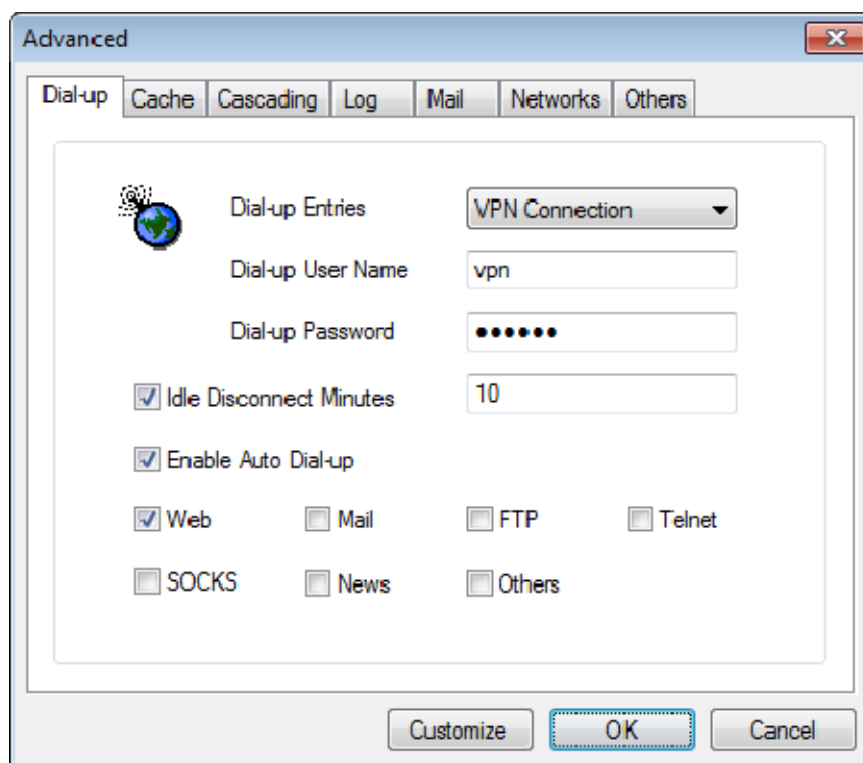 Advanced
Dial-up Cache Cascading Log Mail Networks Others
Dial-up Entries VPN Connection
Dial-up User Name vpn
Dial-up Password ••••••
Idle Disconnect Minutes 10
Enable Auto Dial-up
Web Mail FTP Telnet
SOCKS News Others
Customize OK Cancel